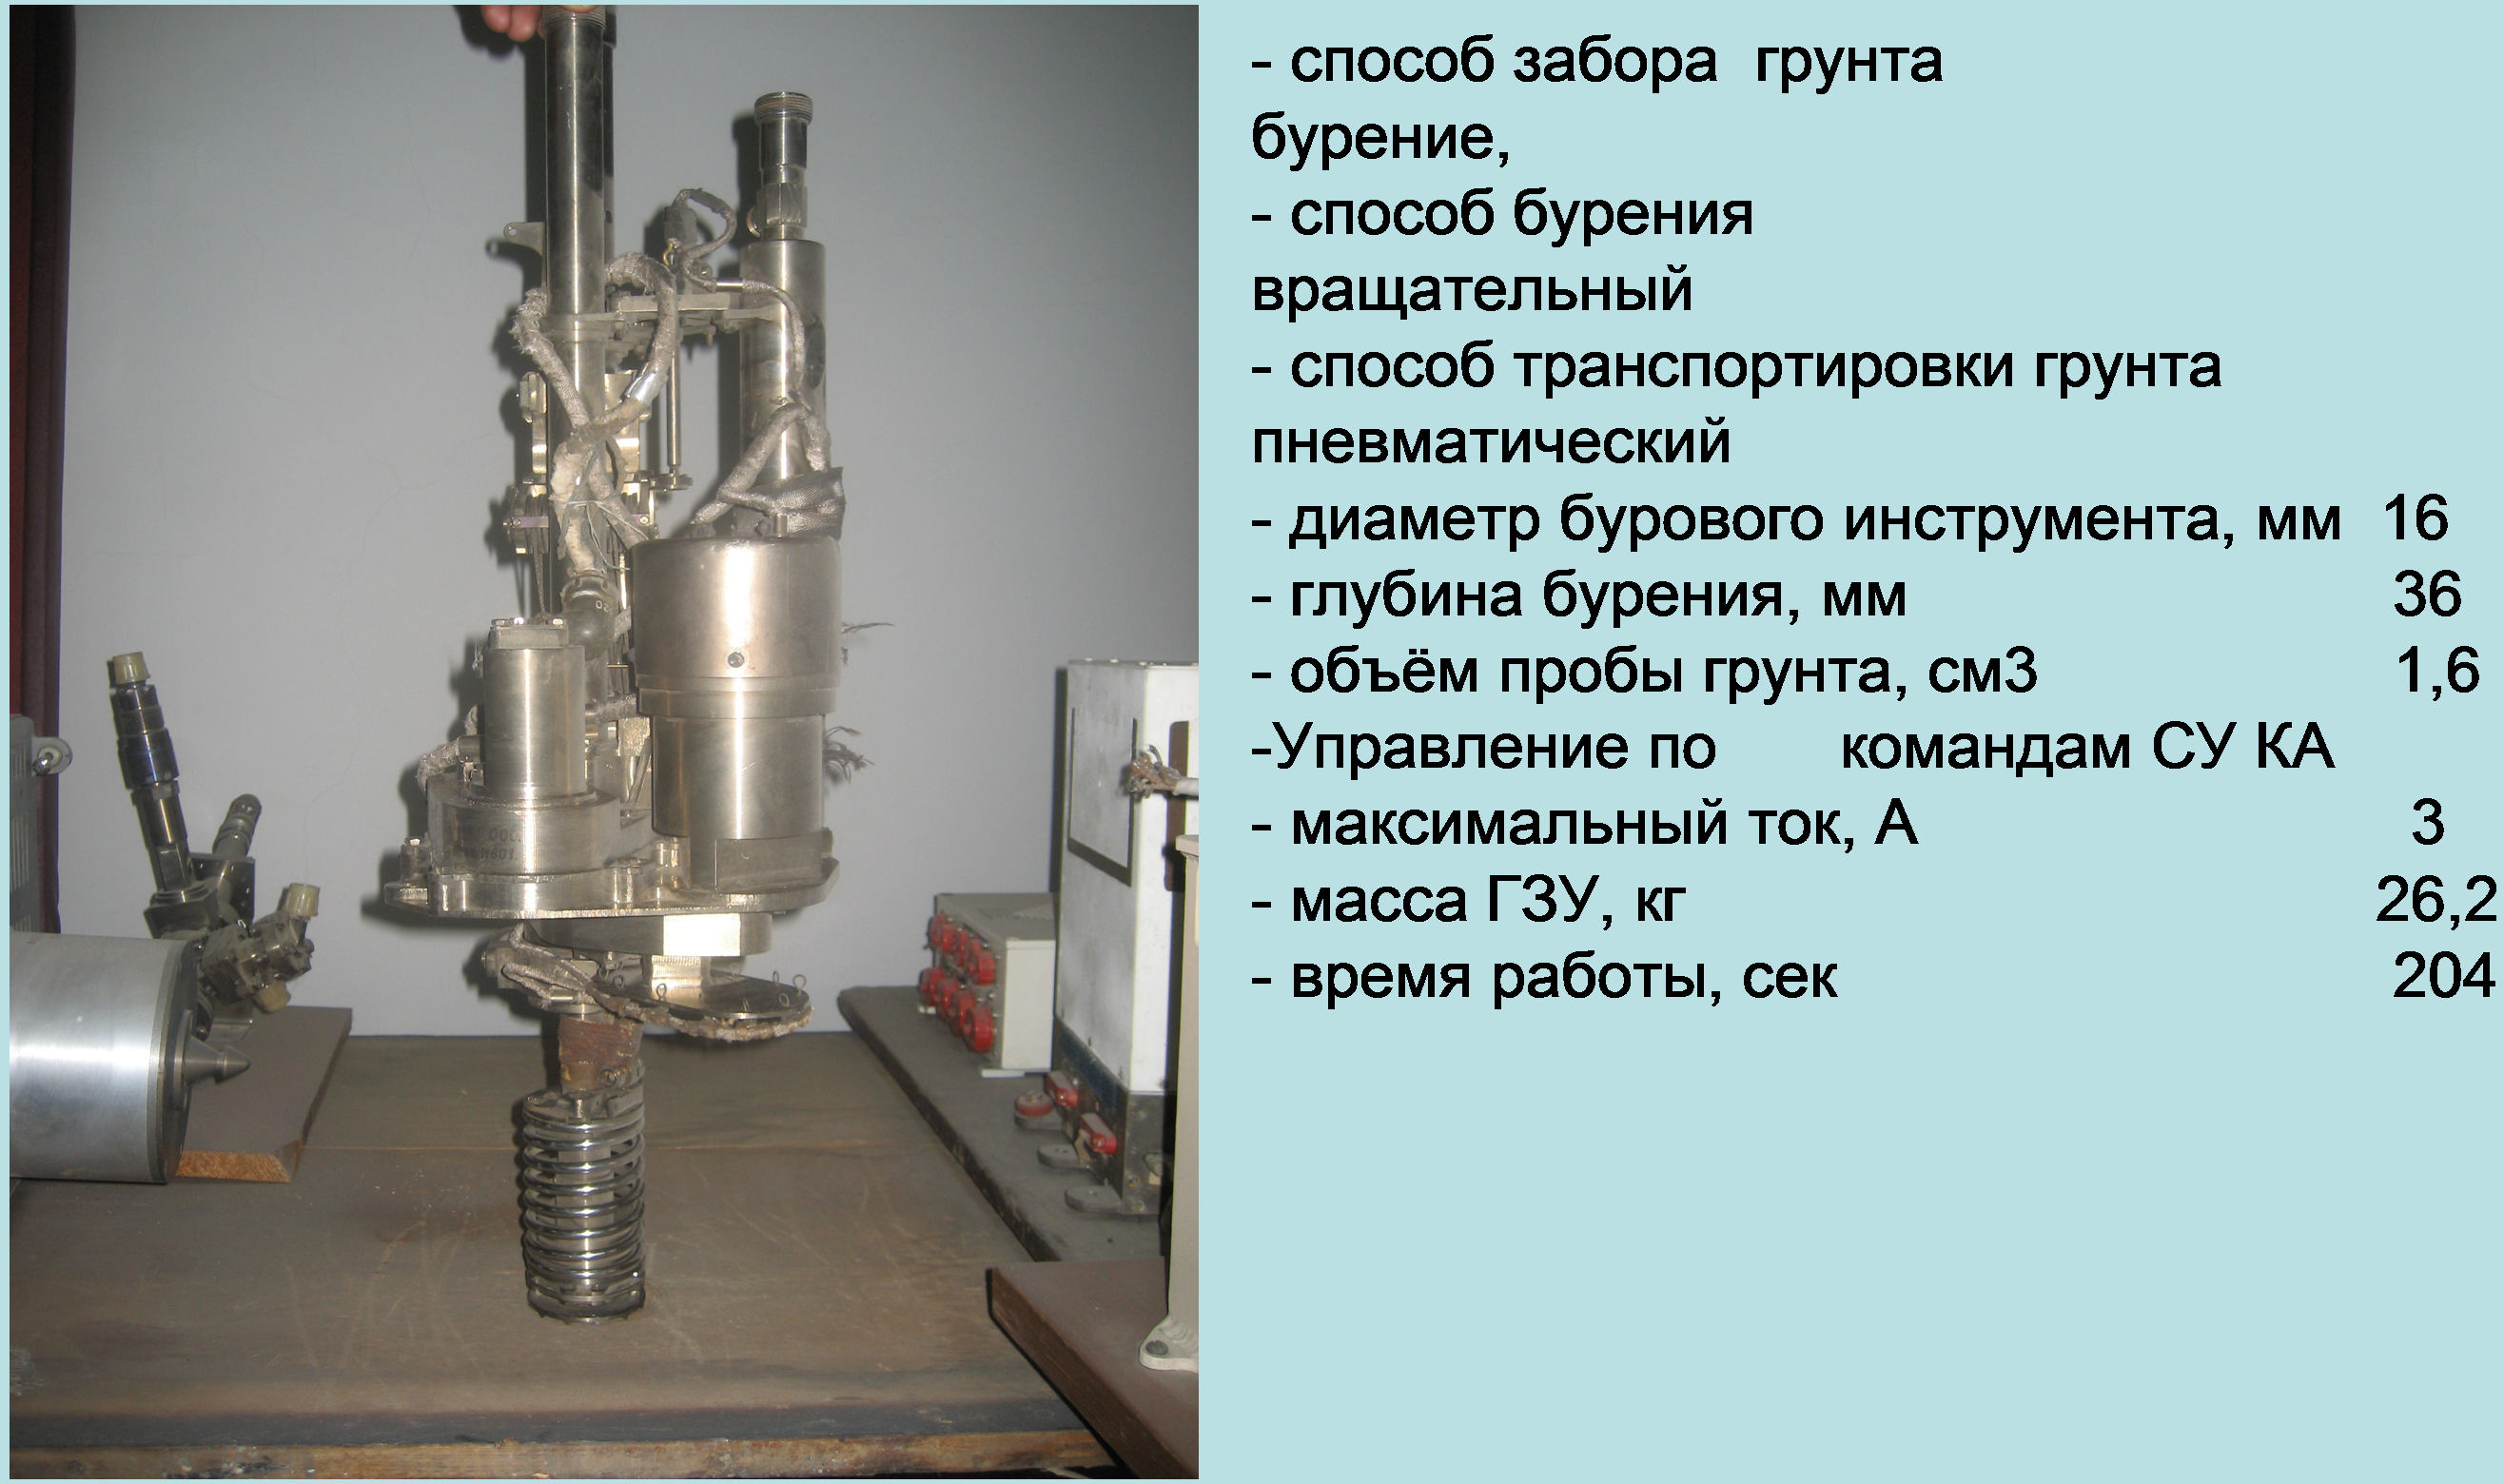 - способ забора  грунта
бурение,
- способ бурения
вращательный
- способ транспортировки грунта
пневматический
- диаметр бурового инструмента, мм  16
- глубина бурения, мм  36
- объём пробы грунта, см3  1,6
-Управление по  командам СУ КА
- максимальный ток, А  3
- масса ГЗУ, кг  26,2
- время работы, сек  204